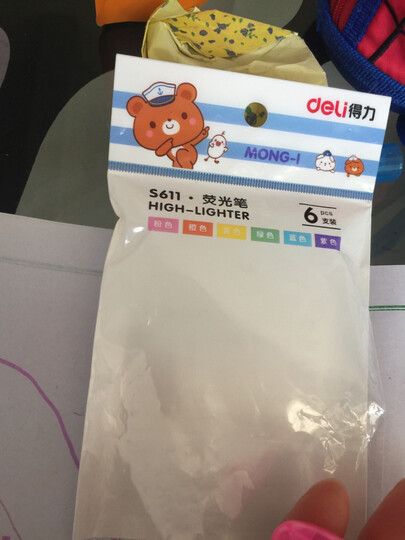 deli得力
MONG-I
S611·荧光笔
HIGH-LIGHTER
6 pcs
支装
粉色 橙色 黄色 绿色 蓝色 紫色